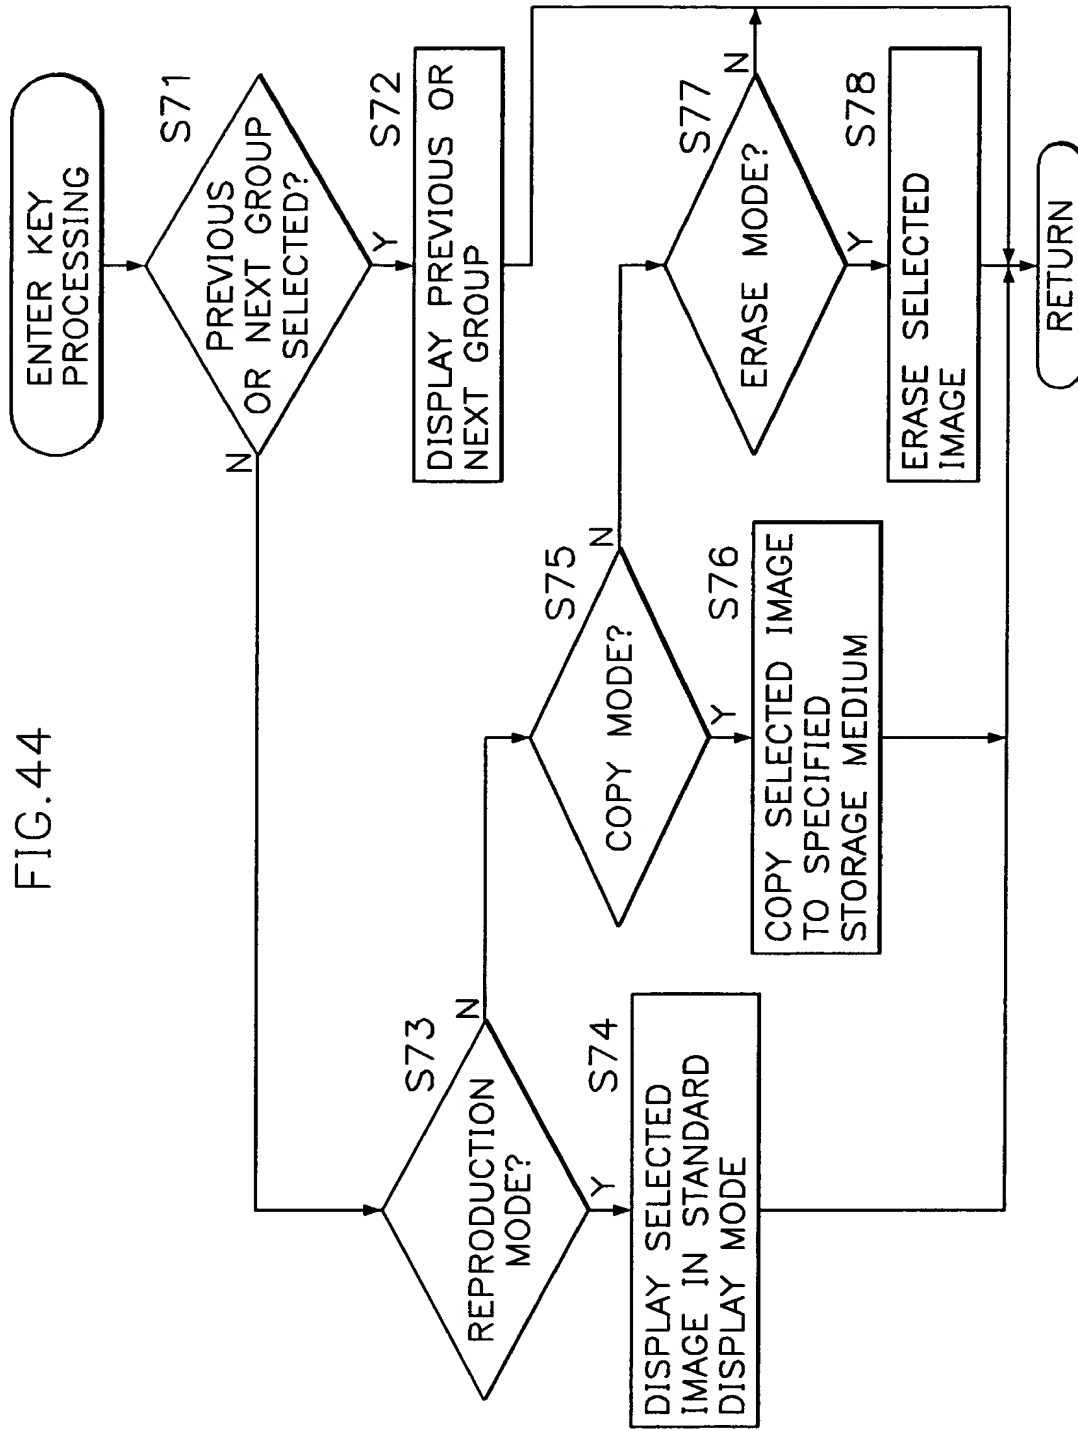 FIG.44
ENTER KEY
PROCESSING
S71
PREVIOUS
OR NEXT GROUP
SELECTED?
N
Y
S72
DISPLAY PREVIOUS OR
NEXT GROUP
S73
REPRODUCTION
MODE?
N
Y
S74
DISPLAY SELECTED
IMAGE IN STANDARD
DISPLAY MODE
S75
COPY MODE?
N
Y
S76
COPY SELECTED IMAGE
TO SPECIFIED
STORAGE MEDIUM
S77
ERASE MODE?
N
Y
S78
ERASE SELECTED
IMAGE
RETURN